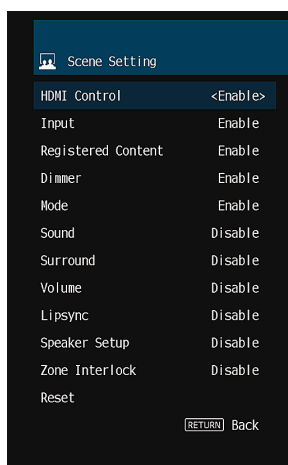 Scene Setting
HDMI Control <Enable>
Input Enable
Registered Content Enable
Dimmer Enable
Mode Enable
Sound Disable
Surround Disable
Volume Disable
Lipsync Disable
Speaker Setup Disable
Zone Interlock Disable
Reset
RETURN Back